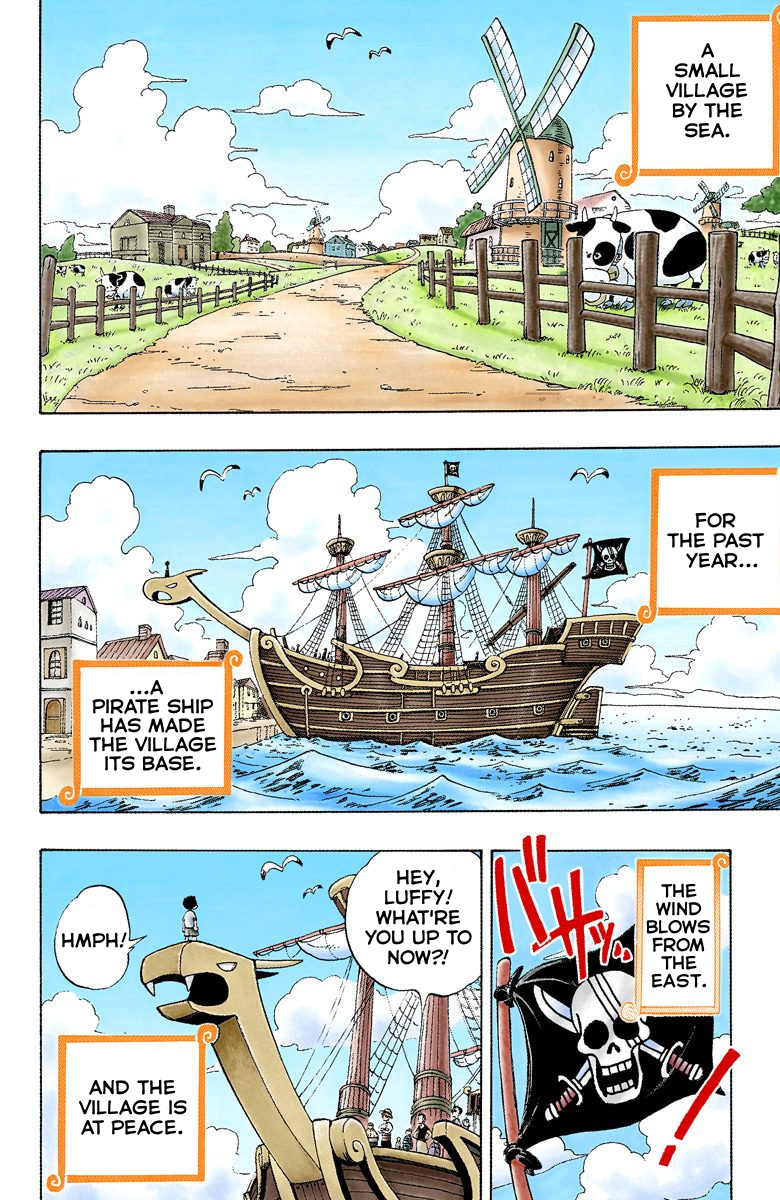 A
SMALL
VILLAGE
BY THE
SEA.
FOR
THE PAST
YEAR...
...A
PIRATE SHIP
HAS MADE
THE VILLAGE
ITS BASE.
THE
WIND
BLOWS
FROM
THE
EAST.
バサッ..
HEY,
LUFFY!
WHAT'RE
YOU UP TO
NOW?!
HMPH!
AND THE
VILLAGE IS
AT PEACE.